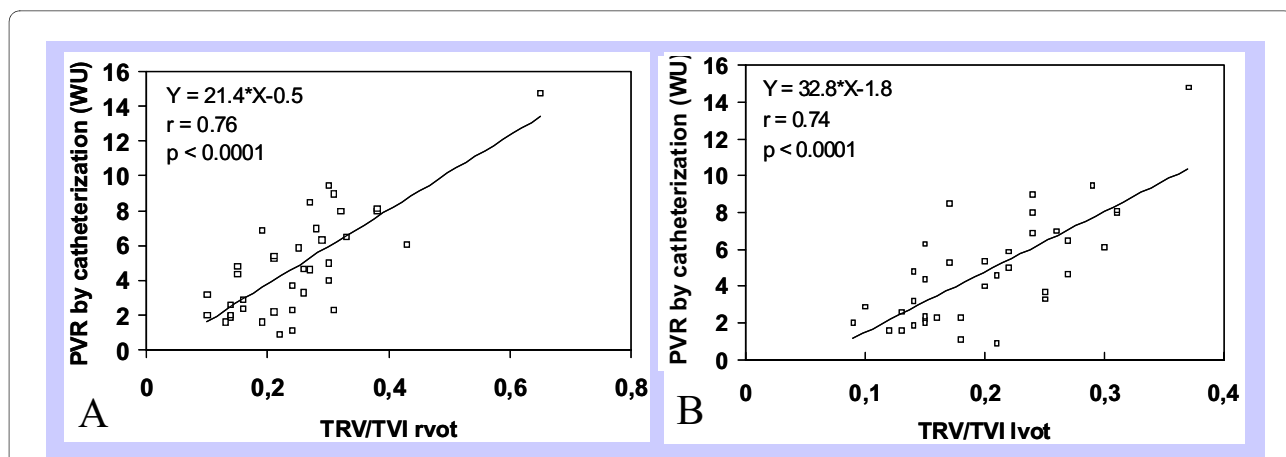 16
14
12
10
8
6
4
2
0
PVR by catheterization (WU)
Y = 21.4*X-0.5
r = 0.76
p < 0.0001
0 0,2 0,4 0,6 0,8
TRV/TVI rvot
A
16
14
12
10
8
6
4
2
0
PVR by catheterization (WU)
Y = 32.8*X-1.8
r = 0.74
p < 0.0001
0 0,1 0,2 0,3 0,4
TRV/TVI lvot
B